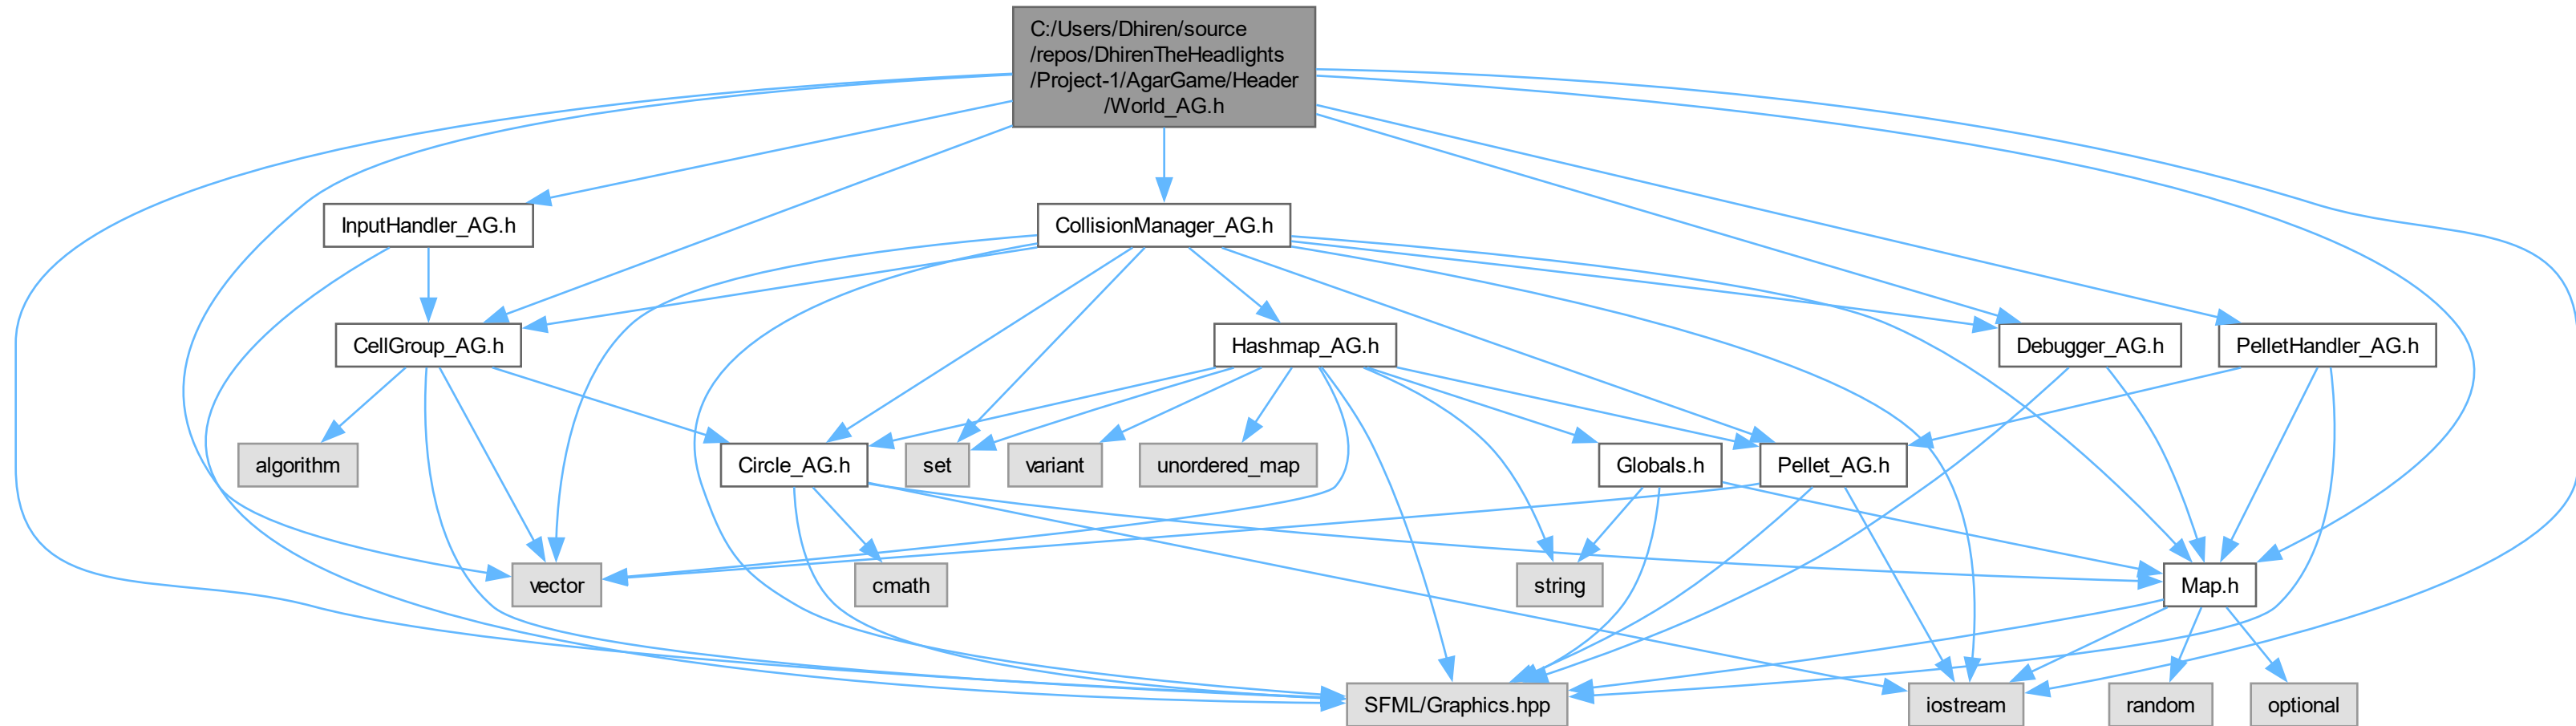 C:/Users/Dhiren/source
/repos/DhirenTheHeadlights
/Project-1/AgarGame/Header
/World_AG.h
InputHandler_AG.h
CollisionManager_AG.h
CellGroup_AG.h
Hashmap_AG.h
Debugger_AG.h
PelletHandler_AG.h
algorithm
Circle_AG.h
set
variant
unordered_map
Globals.h
Pellet_AG.h
vector
cmath
string
Map.h
SFML/Graphics.hpp
iostream
random
optional